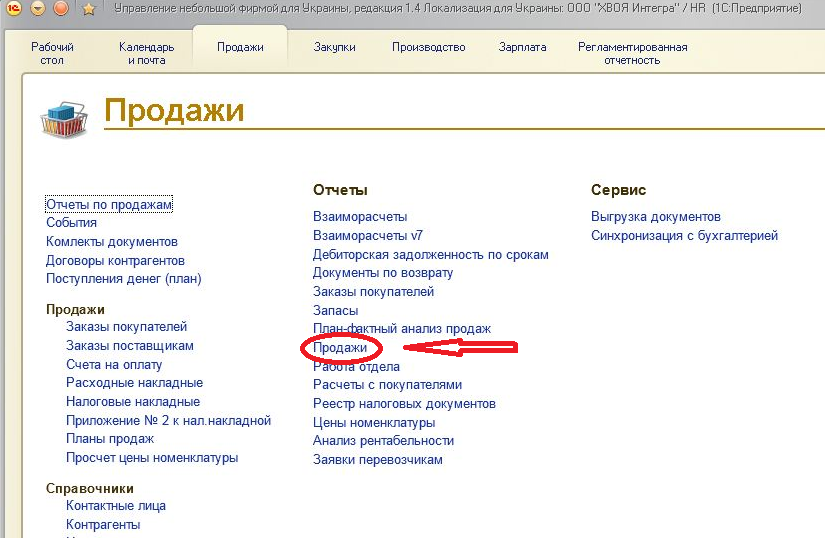 Управление небольшой фирмой для Украины, редакция 1.4 Локализация для Украины: ООО "ХВОЯ Интегра" / HR (1С:Предприятие)
Рабочий стол
Календарь и почта
Продажи
Закупки
Производство
Зарплата
Регламентированная отчетность
Продажи
Отчеты по продажам
События
Комлекты документов
Договоры контрагентов
Поступления денег (план)
Продажи
Заказы покупателей
Заказы поставщикам
Счета на оплату
Расходные накладные
Налоговые накладные
Приложение № 2 к нал.накладной
Планы продаж
Просчет цены номенклатуры
Справочники
Контактные лица
Контрагенты
Отчеты
Взаиморасчеты
Взаиморасчеты v7
Дебиторская задолженность по срокам
Документы по возврату
Заказы покупателей
Запасы
План-фактный анализ продаж
Продажи
Работа отдела
Расчеты с покупателями
Реестр налоговых документов
Цены номенклатуры
Анализ рентабельности
Заявки перевозчикам
Сервис
Выгрузка документов
Синхронизация с бухгалтерией